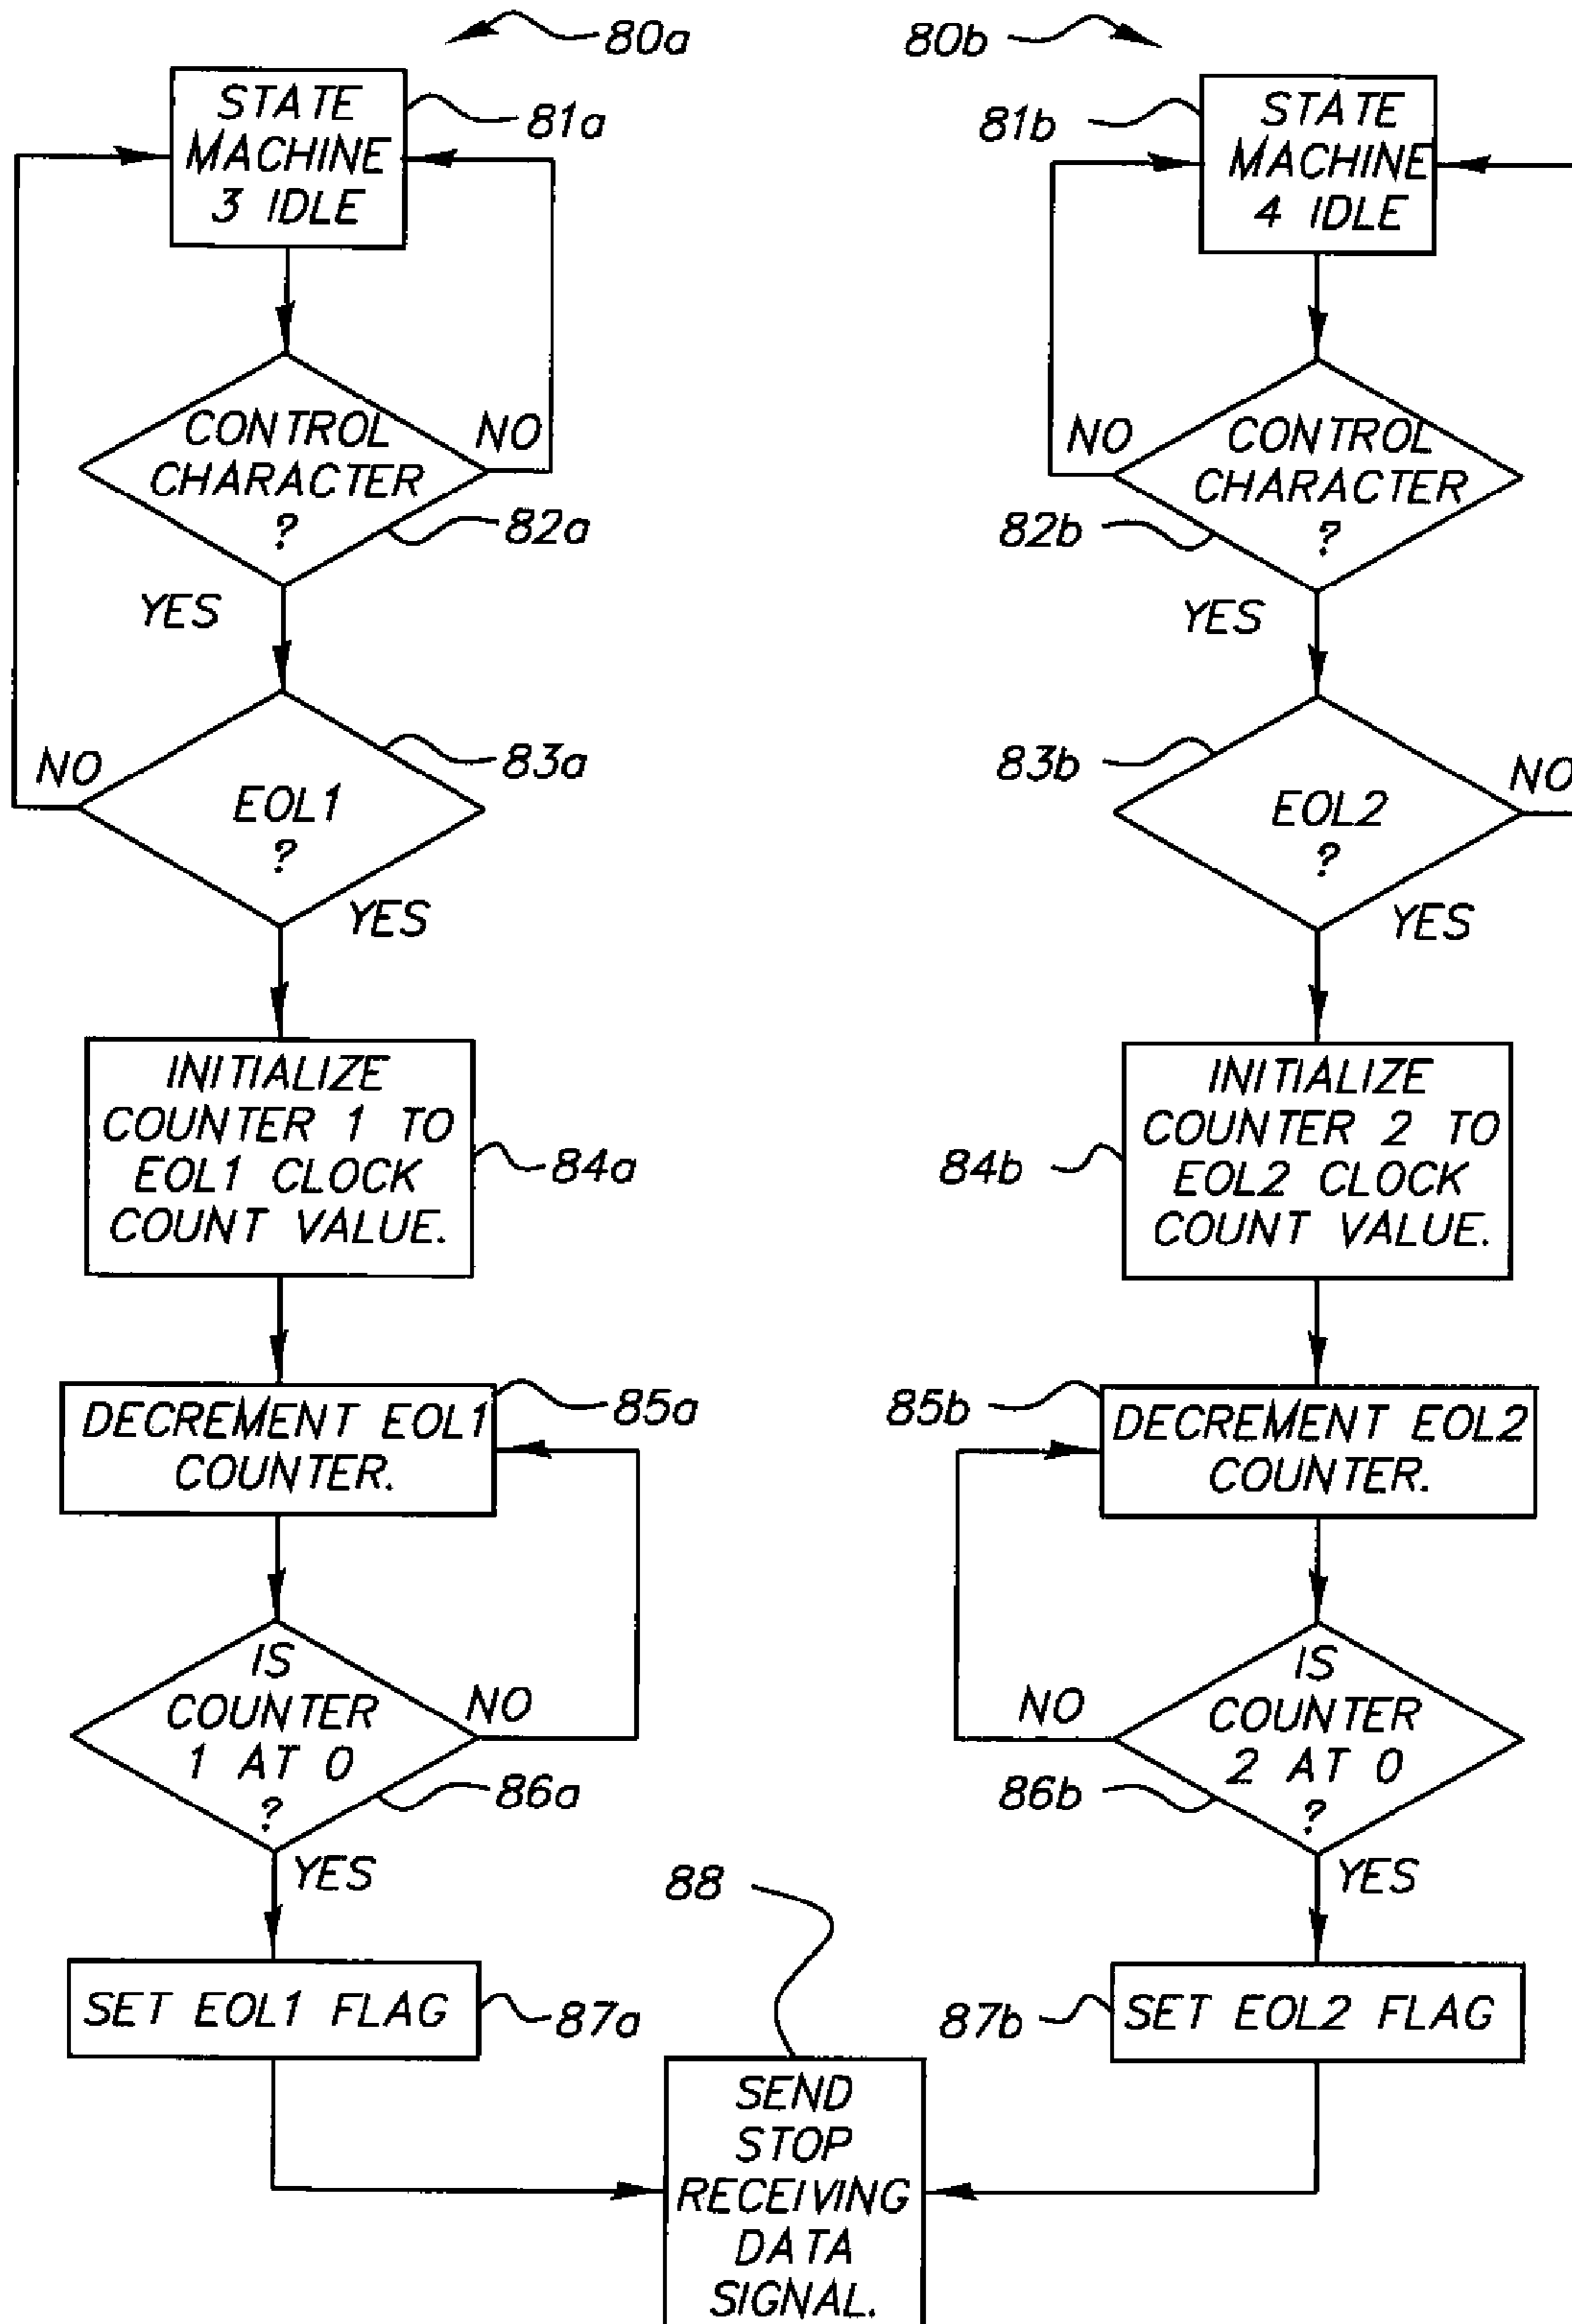 80a
STATE
MACHINE
3 IDLE
81a
CONTROL
CHARACTER
?
NO
82a
YES
83a
NO
EOL1
?
YES
INITIALIZE
COUNTER 1 TO
EOL1 CLOCK
COUNT VALUE.
84a
DECREMENT EOL1
COUNTER.
85a
IS
COUNTER
1 AT 0
?
NO
86a
YES
SET EOL1 FLAG
87a
80b
STATE
MACHINE
4 IDLE
81b
NO
CONTROL
CHARACTER
?
82b
YES
83b
NO
EOL2
?
YES
INITIALIZE
COUNTER 2 TO
EOL2 CLOCK
COUNT VALUE.
84b
85b
DECREMENT EOL2
COUNTER.
IS
COUNTER
2 AT 0
?
NO
86b
YES
87b
SET EOL2 FLAG
88
SEND
STOP
RECEIVING
DATA
SIGNAL.